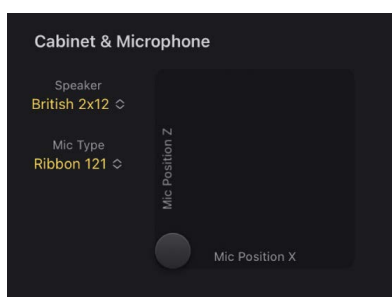 Cabinet & Microphone
Speaker
British 2x12
Mic Type
Ribbon 121
Mic Position Z
Mic Position X